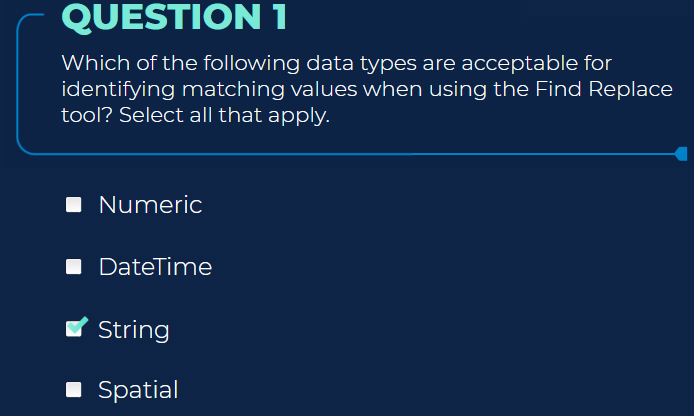 QUESTION 1
Which of the following data types are acceptable for
identifying matching values when using the Find Replace
tool? Select all that apply.
Numeric
DateTime
String
Spatial